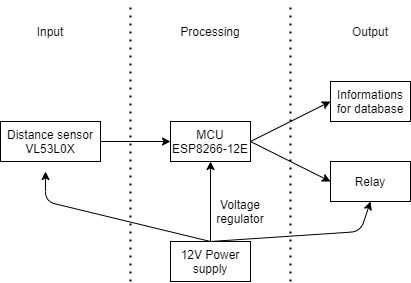 Input
Processing
Output
Informations
for database
Distance sensor
VL53L0X
MCU
ESP8266-12E
Relay
Voltage
regulator
12V Power
supply